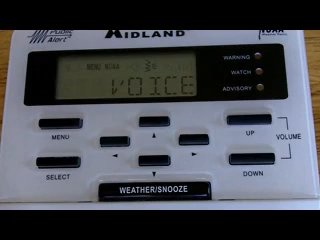 Public
Alert
MIDLAND
NOAA
WARNING
MENU NOAA
WATCH
VOICE
ADVISORY
MENU
UP
VOLUME
SELECT
DOWN
WEATHER/SNOOZE